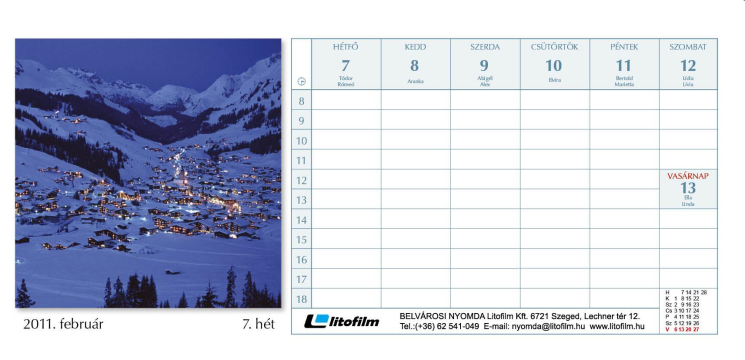 HÉTFŐ KEDD SZERDA CSÜTÖRTÖK PÉNTEK SZOMBAT
7 8 9 10 11 12
Tódor Aranka Abigél Elvira Bertold Lídia
Rómeó Alex Marietta Lívia
8
9
10
11
12 VASÁRNAP
13
13 Ella
Linda
14
15
16
17
18
H 7 14 21 28
K 1 8 15 22
Sz 2 9 16 23
Cs 3 10 17 24
P 4 11 18 25
Sz 5 12 19 26
V 6 13 20 27
2011. február 7. hét
litofilm
BELVÁROSI NYOMDA Litofilm Kft. 6721 Szeged, Lechner tér 12.
Tel.:(+36) 62 541-049 E-mail: nyomda@litofilm.hu www.litofilm.hu